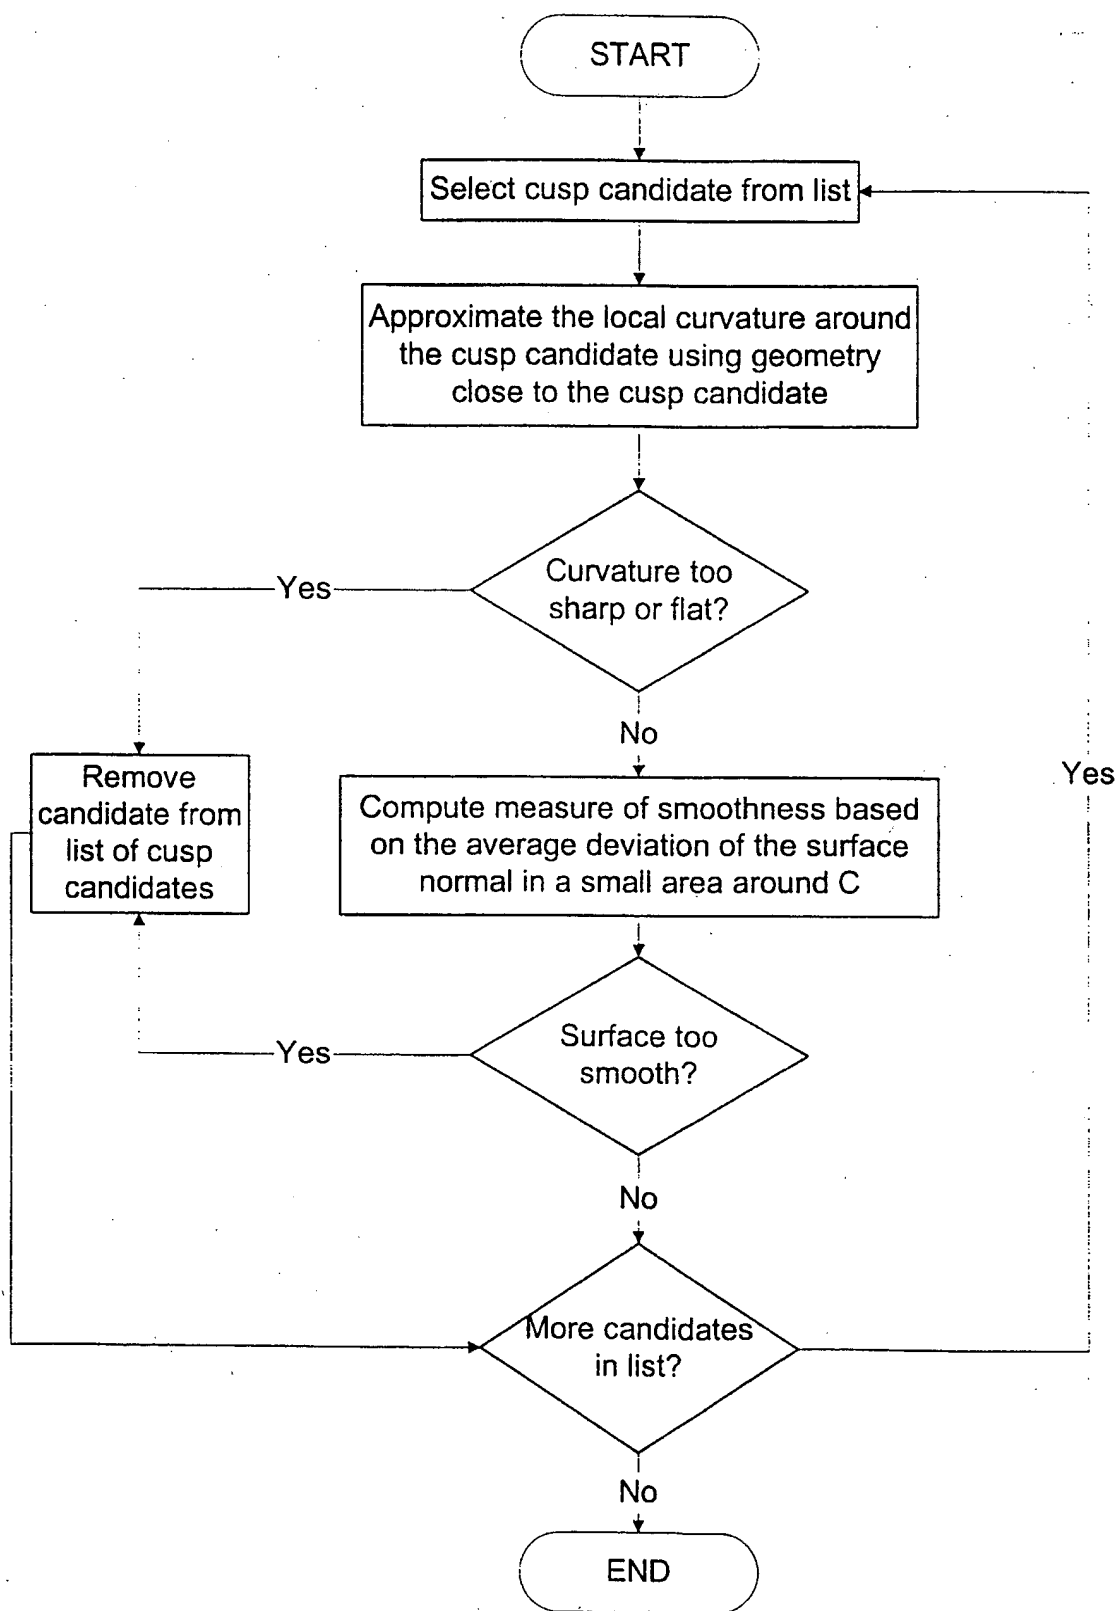 START
Select cusp candidate from list
Approximate the local curvature around
the cusp candidate using geometry
close to the cusp candidate
Curvature too
sharp or flat?
Yes
No
Remove
candidate from
list of cusp
candidates
Compute measure of smoothness based
on the average deviation of the surface
normal in a small area around C
Yes
Surface too
smooth?
Yes
No
More candidates
in list?
No
END